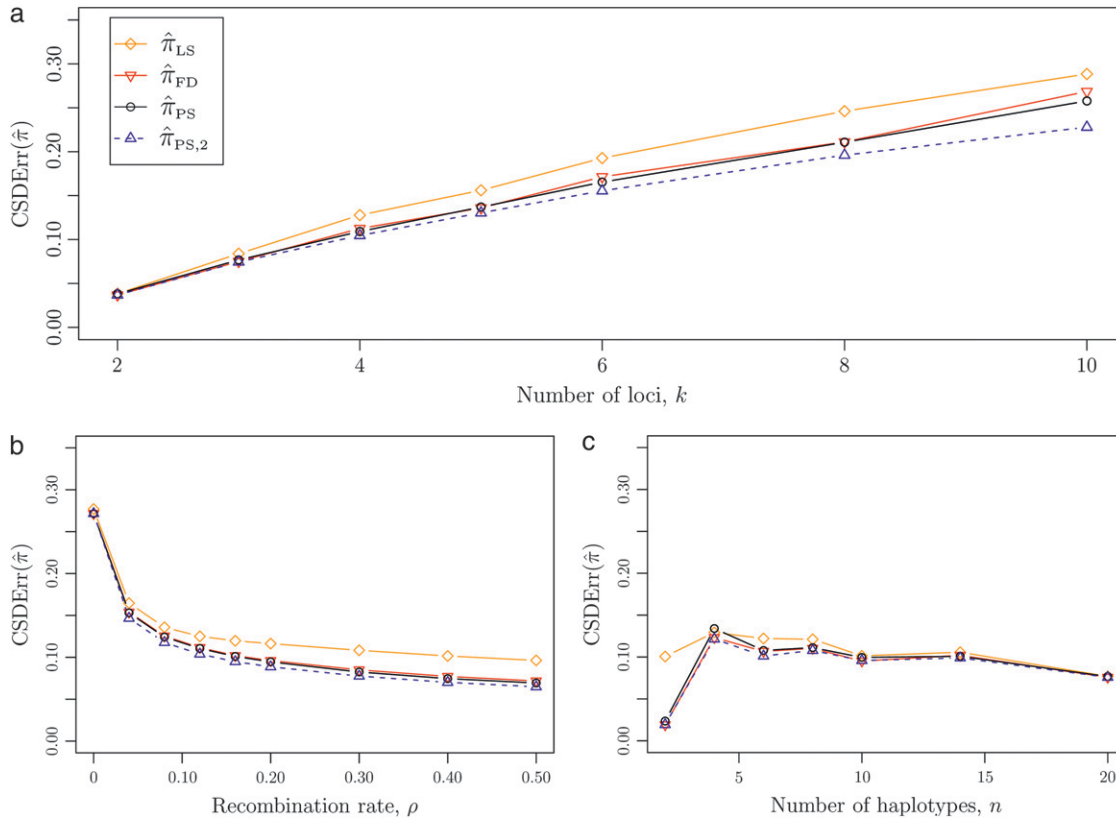 a
π̂LS
π̂FD
π̂PS
π̂PS,2
CSDErr(π̂)
0.30
0.20
0.10
0.00
2 4 6 8 10
Number of loci, k
b
CSDErr(π̂)
0.30
0.20
0.10
0.00
0 0.10 0.20 0.30 0.40 0.50
Recombination rate, ρ
c
CSDErr(π̂)
0.30
0.20
0.10
0.00
5 10 15 20
Number of haplotypes, n